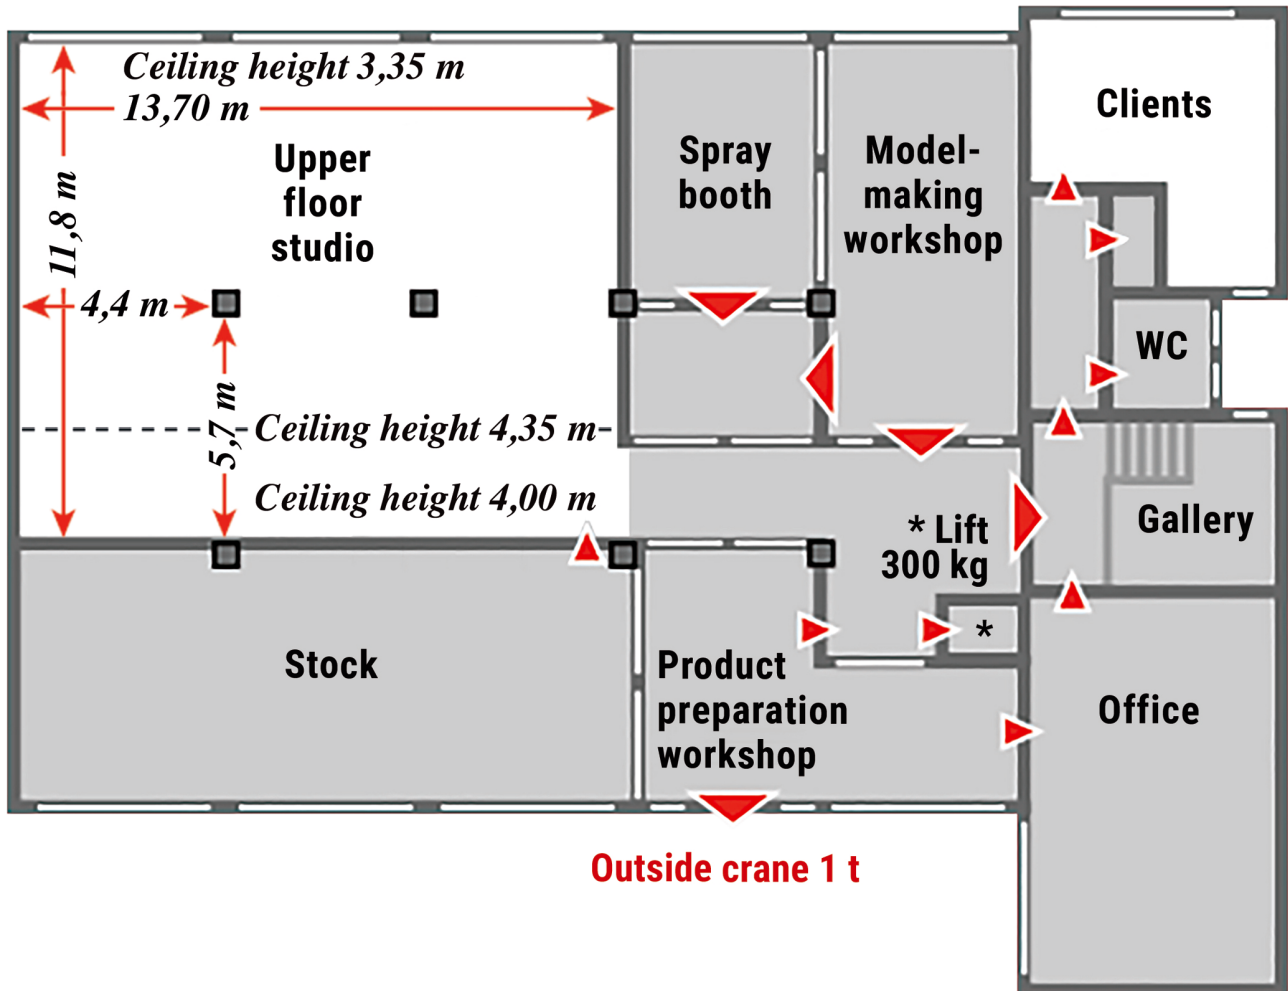 Ceiling height 3,35 m
13,70 m
Upper
floor
studio
11,8 m
4,4 m
5,7 m
Ceiling height 4,35 m
Ceiling height 4,00 m
Spray
booth
Model-
making
workshop
Clients
WC
Gallery
* Lift
300 kg
*
Stock
Product
preparation
workshop
Office
Outside crane 1 t